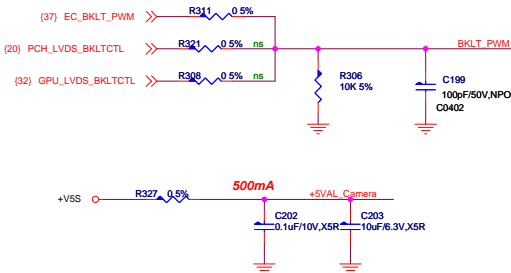 {37} EC_BKLT_PWM R311 0 5%
{20} PCH_LVDS_BKLTCTL R321 0 5% ns BKLT_PWM
{32} GPU_LVDS_BKLTCTL R308 0 5% ns
R306
10K 5%
C199
100pF/50V,NPO
C0402
+V5S R327 0 5% 500mA +5VAL_Camera
C202
0.1uF/10V,X5R
C203
10uF/6.3V,X5R